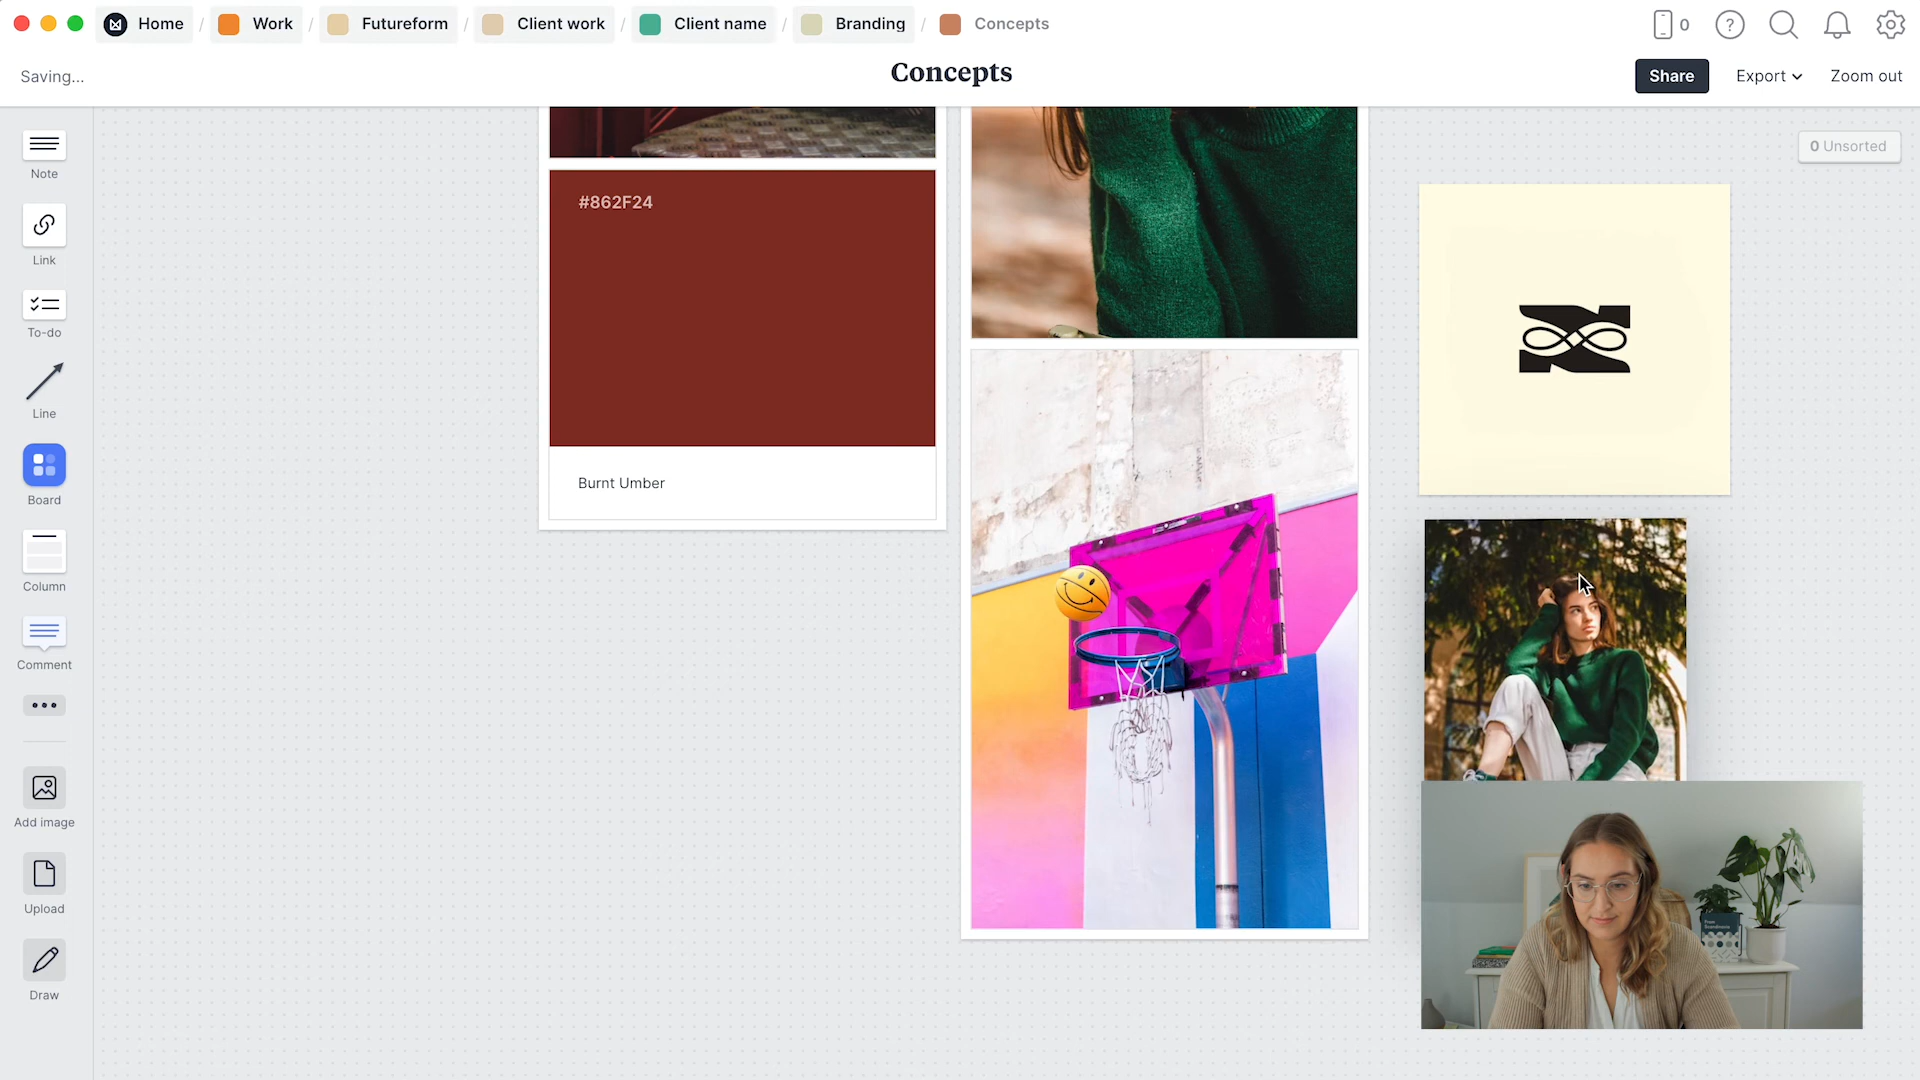 Home / Work / Futureform / Client work / Client name / Branding / Concepts
0
Saving...
Concepts
Share
Export
Zoom out
0 Unsorted
Note
Link
To-do
Line
Board
Column
Comment
Add image
Upload
Draw
#862F24
Burnt Umber